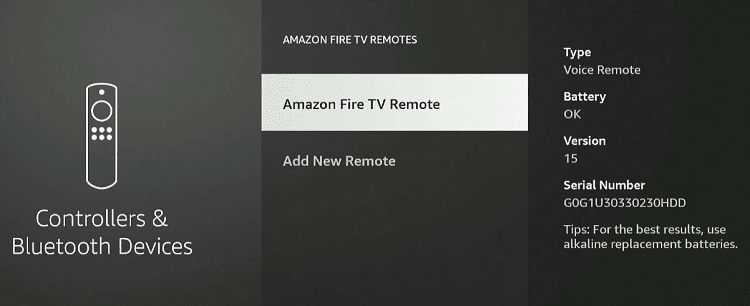 Controllers &
Bluetooth Devices
AMAZON FIRE TV REMOTES
Amazon Fire TV Remote
Add New Remote
Type
Voice Remote
Battery
OK
Version
15
Serial Number
G0G1U30330230HDD
Tips: For the best results, use
alkaline replacement batteries.